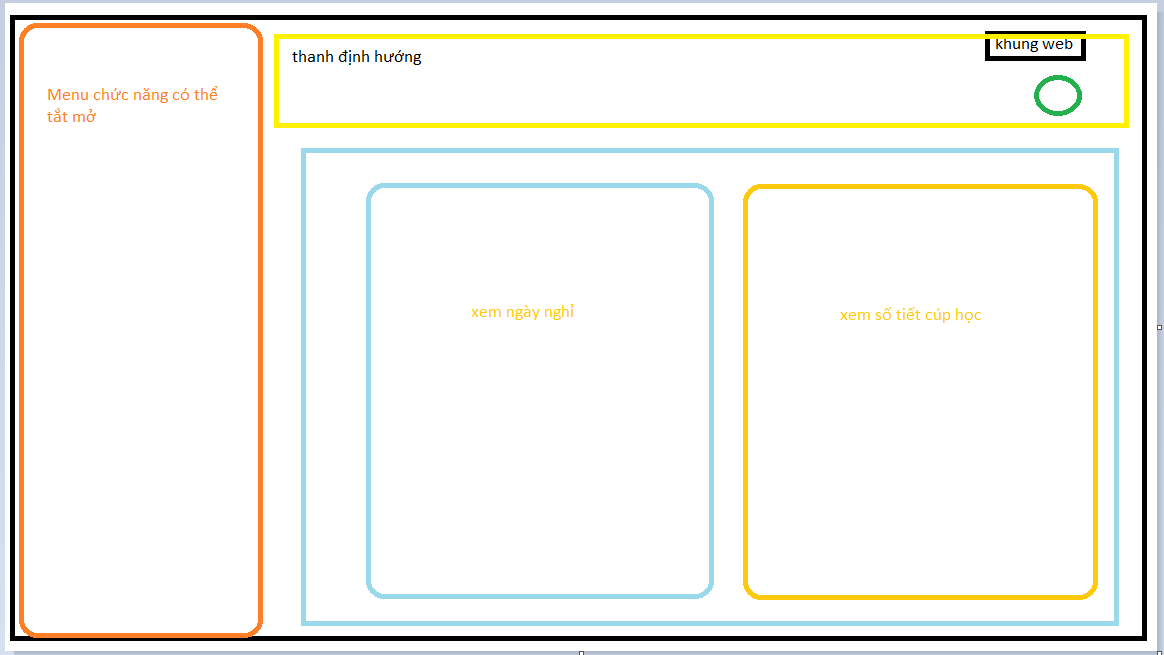 Menu chức năng có thể
tắt mở
thanh định hướng
khung web
xem ngày nghỉ
xem số tiết cúp học